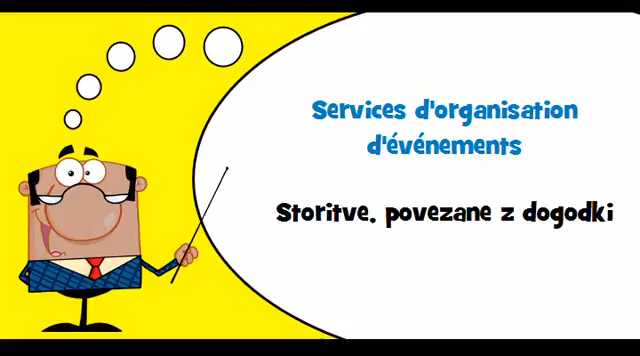 Services d'organisation
d'événements
Storitve, povezane z dogodki